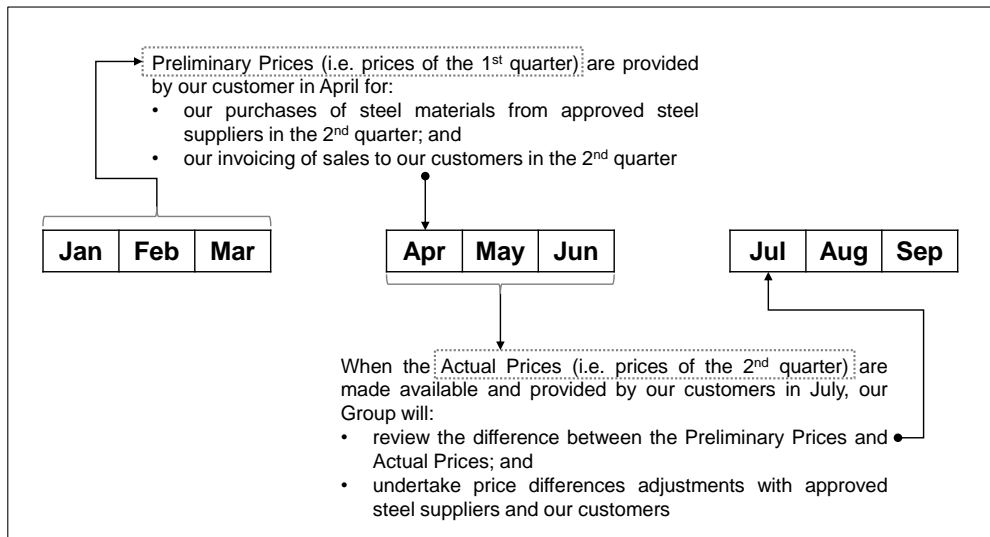 Preliminary Prices (i.e. prices of the 1st quarter) are provided
by our customer in April for:
• our purchases of steel materials from approved steel
suppliers in the 2nd quarter; and
• our invoicing of sales to our customers in the 2nd quarter
Jan Feb Mar Apr May Jun Jul Aug Sep
When the Actual Prices (i.e. prices of the 2nd quarter) are
made available and provided by our customers in July, our
Group will:
• review the difference between the Preliminary Prices and
Actual Prices; and
• undertake price differences adjustments with approved
steel suppliers and our customers